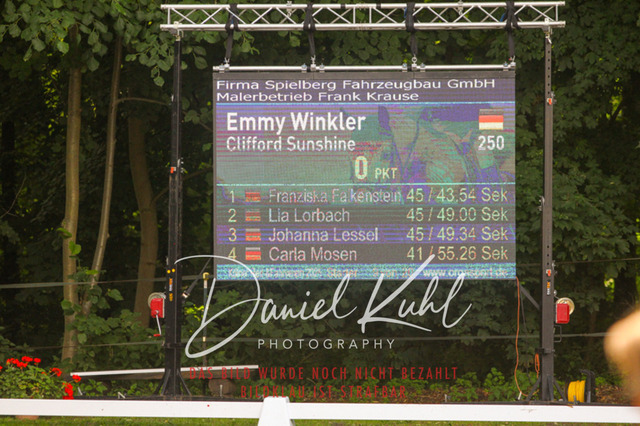 Firma Spielberg Fahrzeugbau GmbH
Malerbetrieb Frank Krause
Emmy Winkler
Clifford Sunshine 250
0 PKT
1 Franziska Falkenstein 45 / 43.54 Sek
2 Lia Lorbach 45 / 49.00 Sek
3 Johanna Lessel 45 / 49.34 Sek
4 Carla Mosen 41 / 55.26 Sek
Daniel Kuhl
PHOTOGRAPHY
DAS BILD WURDE NOCH NICHT BEZAHLT
BILDKLAU IST STRAFBAR